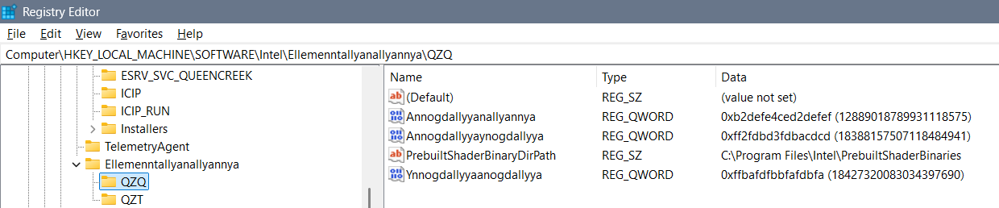 Registry Editor
File Edit View Favorites Help
Computer\HKEY_LOCAL_MACHINE\SOFTWARE\Intel\Ellemenntallyanallyannya\QZQ
ESRV_SVC_QUEENCREEK
ICIP
ICIP_RUN
Installers
TelemetryAgent
Ellemenntallyanallyannya
QZQ
QZT
Name Type Data
(Default) REG_SZ (value not set)
Annogdallyyanallyannya REG_QWORD 0xb2defe4ced2defef (12889018789931118575)
Annogdallyyaynogdallyya REG_QWORD 0xff2fdbd3fdbacdcd (18388157507118484941)
PrebuiltShaderBinaryDirPath REG_SZ C:\Program Files\Intel\PrebuiltShaderBinaries
Ynnogdallyyaanogdallyya REG_QWORD 0xffbafdfbbfafdbfa (18427320083034397690)